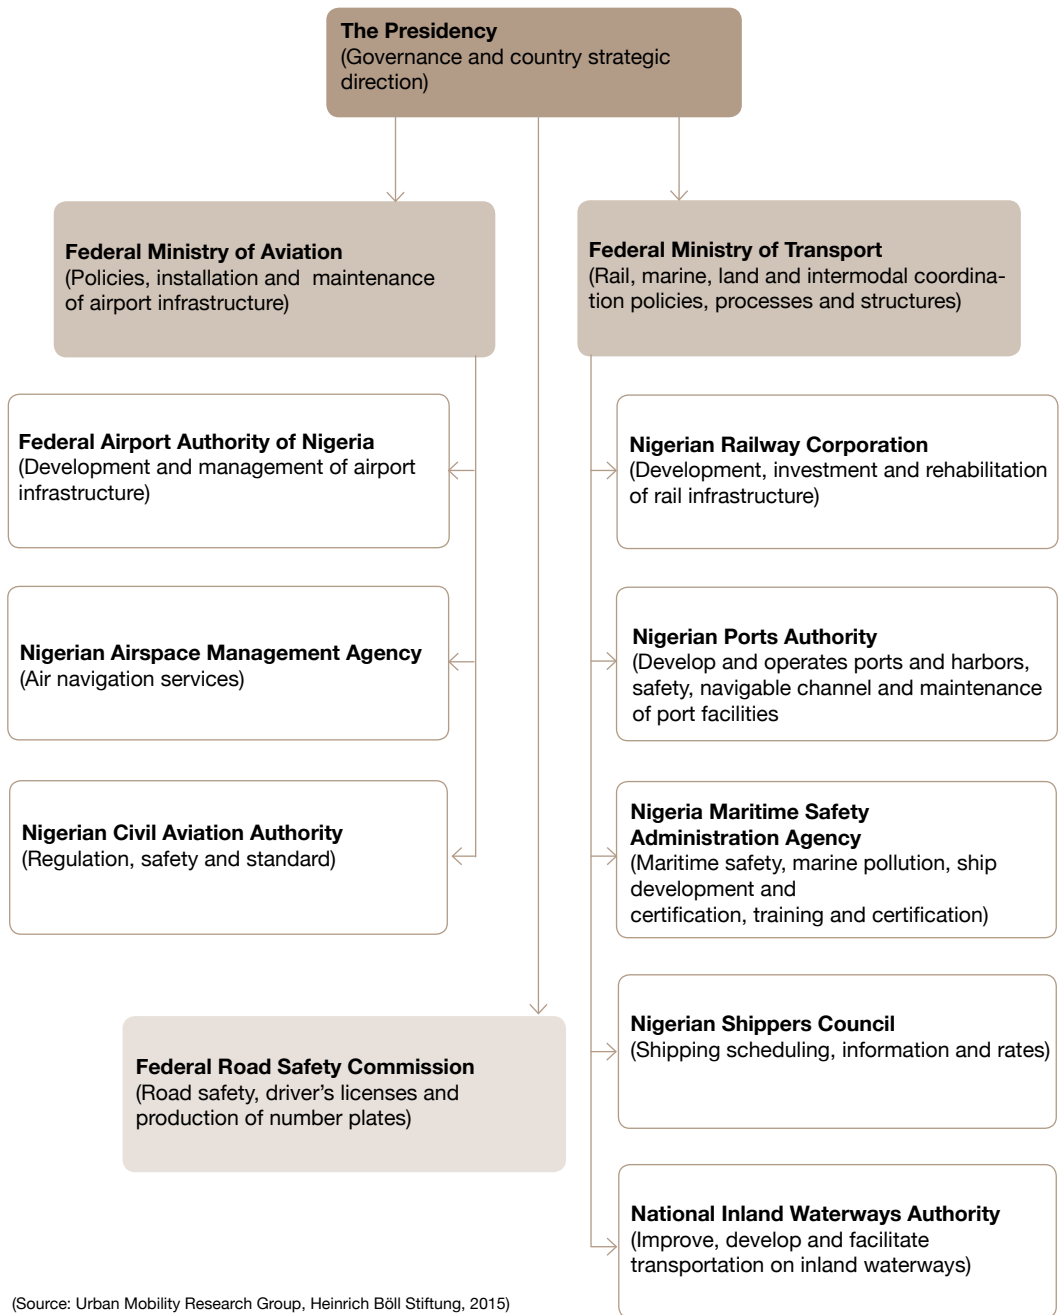 The Presidency
(Governance and country strategic
direction)
Federal Ministry of Aviation
(Policies, installation and maintenance
of airport infrastructure)
Federal Ministry of Transport
(Rail, marine, land and intermodal coordina-
tion policies, processes and structures)
Federal Airport Authority of Nigeria
(Development and management of airport
infrastructure)
Nigerian Railway Corporation
(Development, investment and rehabilitation
of rail infrastructure)
Nigerian Airspace Management Agency
(Air navigation services)
Nigerian Ports Authority
(Develop and operates ports and harbors,
safety, navigable channel and maintenance
of port facilities
Nigerian Civil Aviation Authority
(Regulation, safety and standard)
Nigeria Maritime Safety
Administration Agency
(Maritime safety, marine pollution, ship
development and
certification, training and certification)
Nigerian Shippers Council
(Shipping scheduling, information and rates)
Federal Road Safety Commission
(Road safety, driver’s licenses and
production of number plates)
National Inland Waterways Authority
(Improve, develop and facilitate
transportation on inland waterways)
(Source: Urban Mobility Research Group, Heinrich Böll Stiftung, 2015)